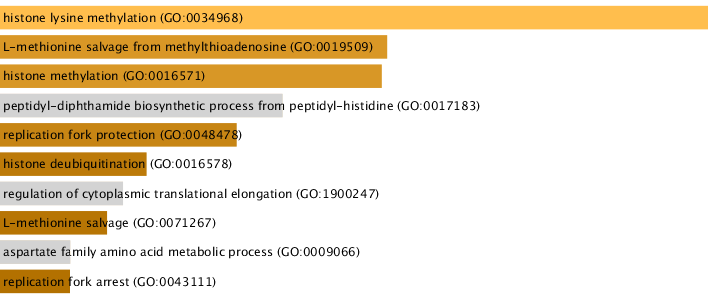 histone lysine methylation (GO:0034968)
L-methionine salvage from methylthioadenosine (GO:0019509)
histone methylation (GO:0016571)
peptidyl-diphthamide biosynthetic process from peptidyl-histidine (GO:0017183)
replication fork protection (GO:0048478)
histone deubiquitination (GO:0016578)
regulation of cytoplasmic translational elongation (GO:1900247)
L-methionine salvage (GO:0071267)
aspartate family amino acid metabolic process (GO:0009066)
replication fork arrest (GO:0043111)